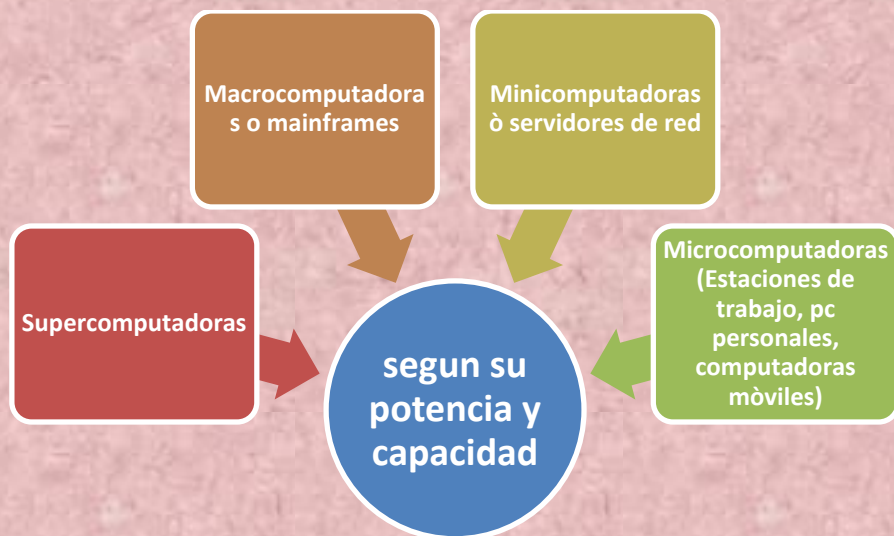 Supercomputadoras
Macrocomputadora
s o mainframes
Minicomputadoras
ò servidores de red
Microcomputadoras
(Estaciones de
trabajo, pc
personales,
computadoras
mòviles)
segun su
potencia y
capacidad